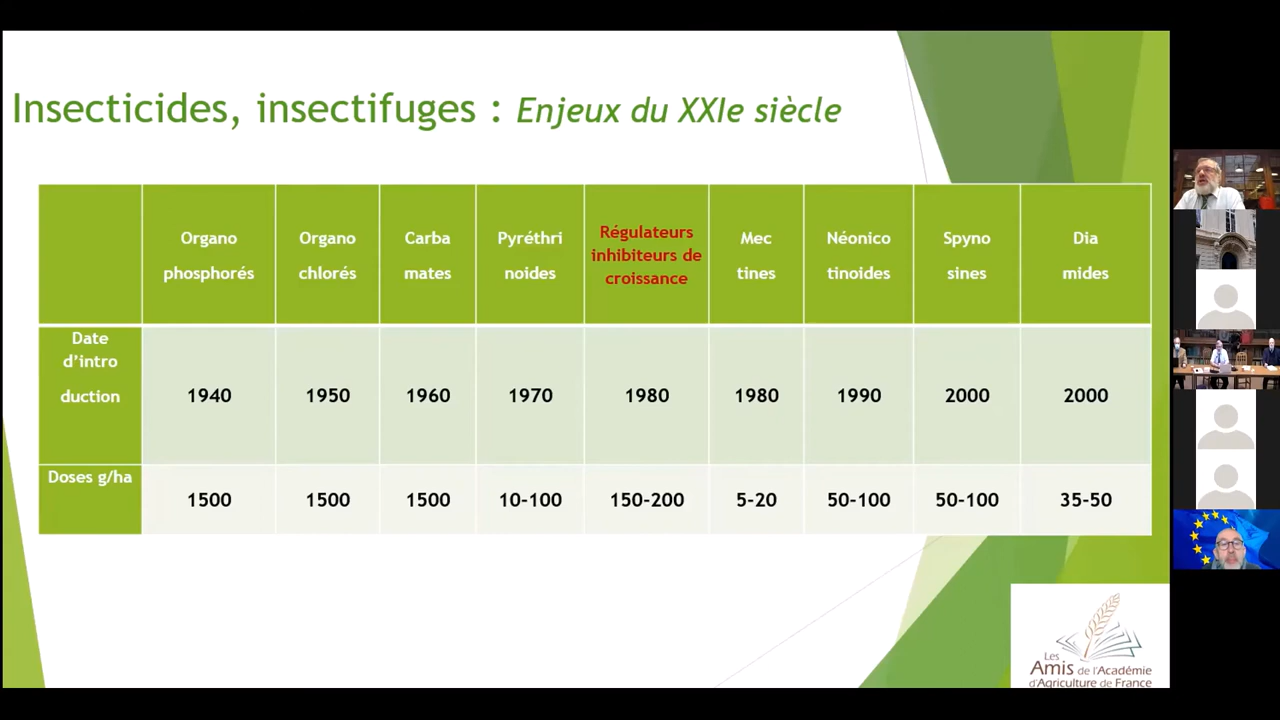 Insecticides, insectifuges : Enjeux du XXIe siècle
Organo
phosphorés
Organo
chlorés
Carba
mates
Pyréthri
noides
Régulateurs
inhibiteurs de
croissance
Mec
tines
Néonico
tinoides
Spyno
sines
Dia
mides
Date
d’intro
duction
1940
1950
1960
1970
1980
1980
1990
2000
2000
Doses g/ha
1500
1500
1500
10-100
150-200
5-20
50-100
50-100
35-50
Les
Amis de l'Académie
d'Agriculture de France